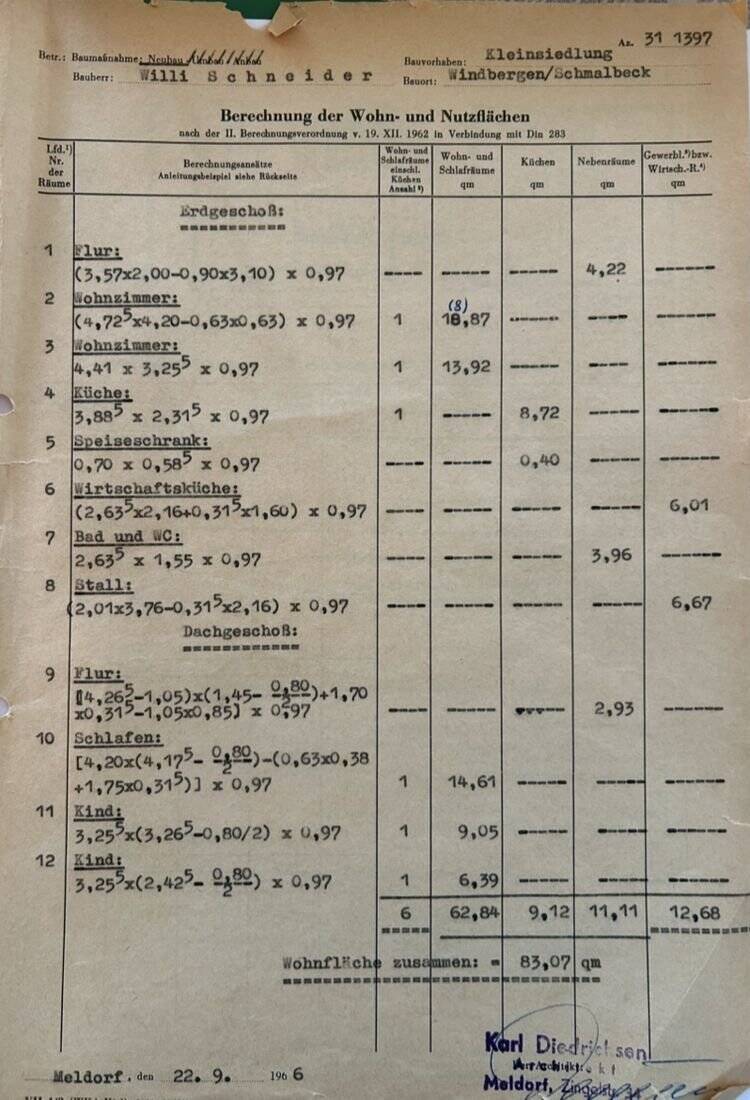 Az. 31 1397
Betr.: Baumaßnahme: Neubau
Bauvorhaben: Kleinsiedlung
Bauherr: Willi Schneider
Bauort: Windbergen/Schmalbeck
Berechnung der Wohn- und Nutzflächen
nach der II. Berechnungsverordnung v. 19. XII. 1962 in Verbindung mit Din 283
Lfd.¹) Nr. der Räume
Berechnungsansätze
Anleitungsbeispiel siehe Rückseite
Wohn- und Schlafräume einschl. Küchen Anzahl ³)
Wohn- und Schlafräume qm
Küchen qm
Nebenräume qm
Gewerbl.²) bzw. Wirtsch.-R.⁴) qm
Erdgeschoß:
1 Flur:
(3,57x2,00-0,90x3,10) x 0,97 ---- ----- ----- 4,22 ------
2 Wohnzimmer:
(8)
(4,72⁵x4,20-0,63x0,63) x 0,97 1 18,87 ----- ---- ------
3 Wohnzimmer:
4,41 x 3,25⁵ x 0,97 1 13,92 ----- ---- ------
4 Küche:
3,88⁵ x 2,31⁵ x 0,97 1 ----- 8,72 ----- ------
5 Speiseschrank:
0,70 x 0,58⁵ x 0,97 ---- ----- 0,40 ----- ------
6 Wirtschaftsküche:
(2,63⁵x2,16+0,31⁵x1,60) x 0,97 ---- ----- ----- ----- 6,01
7 Bad und WC:
2,63⁵ x 1,55 x 0,97 ---- ----- ----- 3,96 ------
8 Stall:
(2,01x3,76-0,31⁵x2,16) x 0,97 ---- ----- ----- ----- 6,67
Dachgeschoß:
9 Flur:
[4,26⁵-1,05)x(1,45- 0,80/2)+1,70
x0,31⁵-1,05x0,85] x 0,97 ---- ----- ----- 2,93 ------
10 Schlafen:
[4,20x(4,17⁵- 0,80/2)-(0,63x0,38
+1,75x0,31⁵)] x 0,97 1 14,61 ----- ----- ------
11 Kind:
3,25⁵x(3,26⁵-0,80/2) x 0,97 1 9,05 ----- ----- ------
12 Kind:
3,25⁵x(2,42⁵- 0,80/2) x 0,97 1 6,39 ----- ----- ------
6 62,84 9,12 11,11 12,68
Wohnfläche zusammen: = 83,07 qm
Karl Diedrichsen
Architekt
Meldorf,
Meldorf, den 22.9. 1966